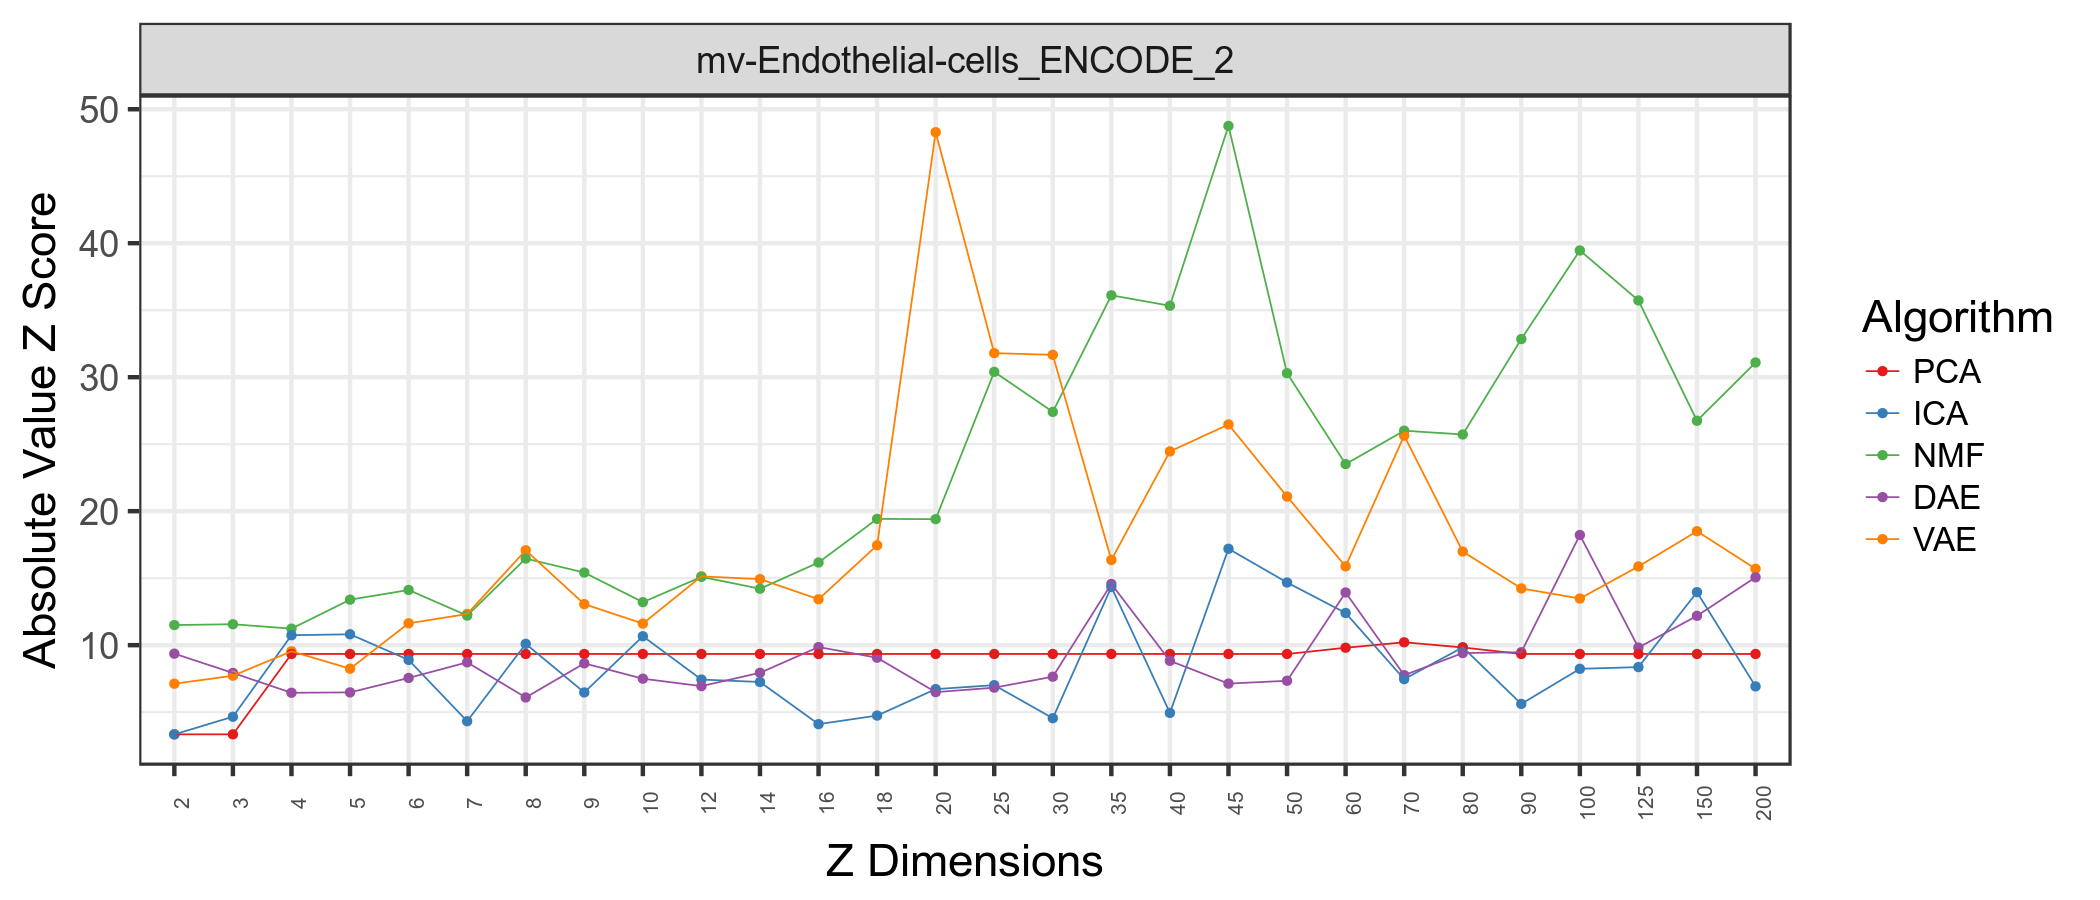 mv-Endothelial-cells_ENCODE_2
50
40
30
20
10
Absolute Value Z Score
2 3 4 5 6 7 8 9 10 12 14 16 18 20 25 30 35 40 45 50 60 70 80 90 100 125 150 200
Z Dimensions
Algorithm
PCA
ICA
NMF
DAE
VAE